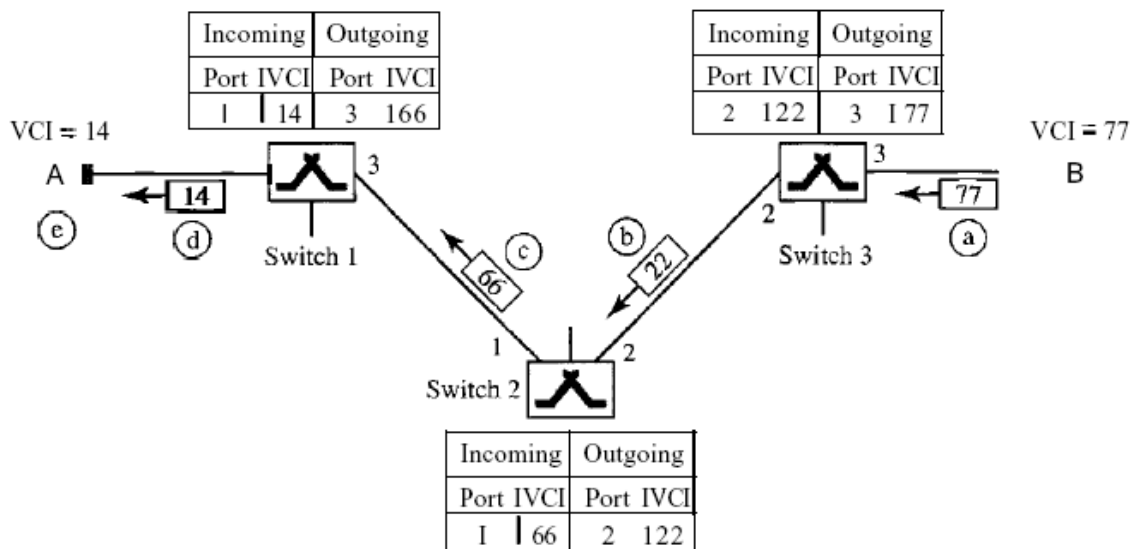 Incoming Outgoing
Port IVCI Port IVCI
I 14 3 166
Incoming Outgoing
Port IVCI Port IVCI
2 122 3 I 77
VCI = 14
A
14
e
d
3
Switch 1
c
66
b
22
3
2
Switch 3
VCI = 77
B
77
a
1
2
Switch 2
Incoming Outgoing
Port IVCI Port IVCI
I 66 2 122